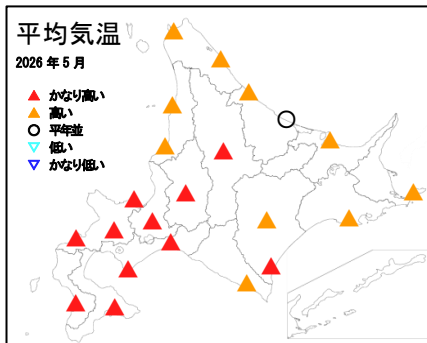 平均気温
2026 年 5 月
かなり高い
高い
平年並
低い
かなり低い